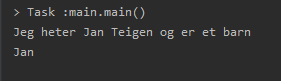 > Task :main.main()
Jeg heter Jan Teigen og er et barn
Jan